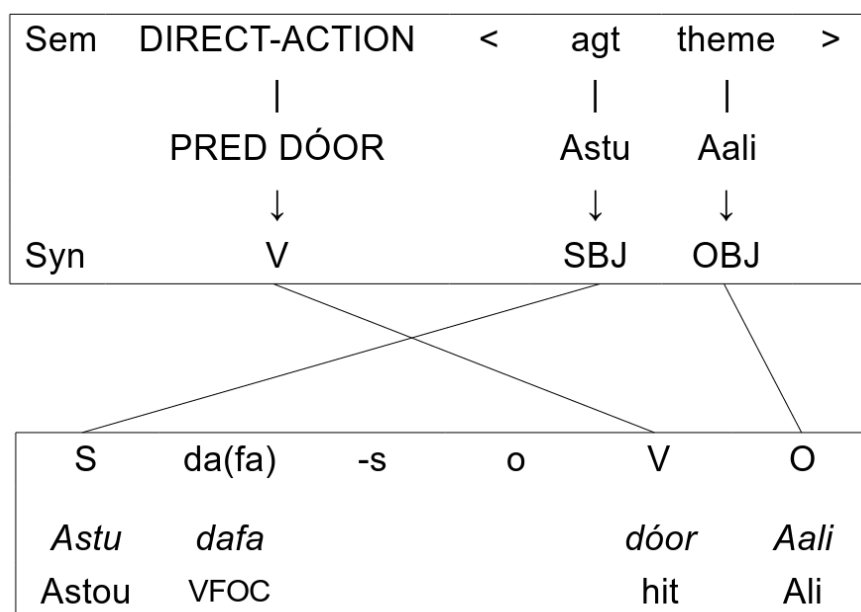 Sem DIRECT-ACTION < agt theme >
| | |
PRED DÓOR Astu Aali
↓ ↓ ↓
Syn V SBJ OBJ
S da(fa) -s o V O
Astu dafa dóor Aali
Astou VFOC hit Ali